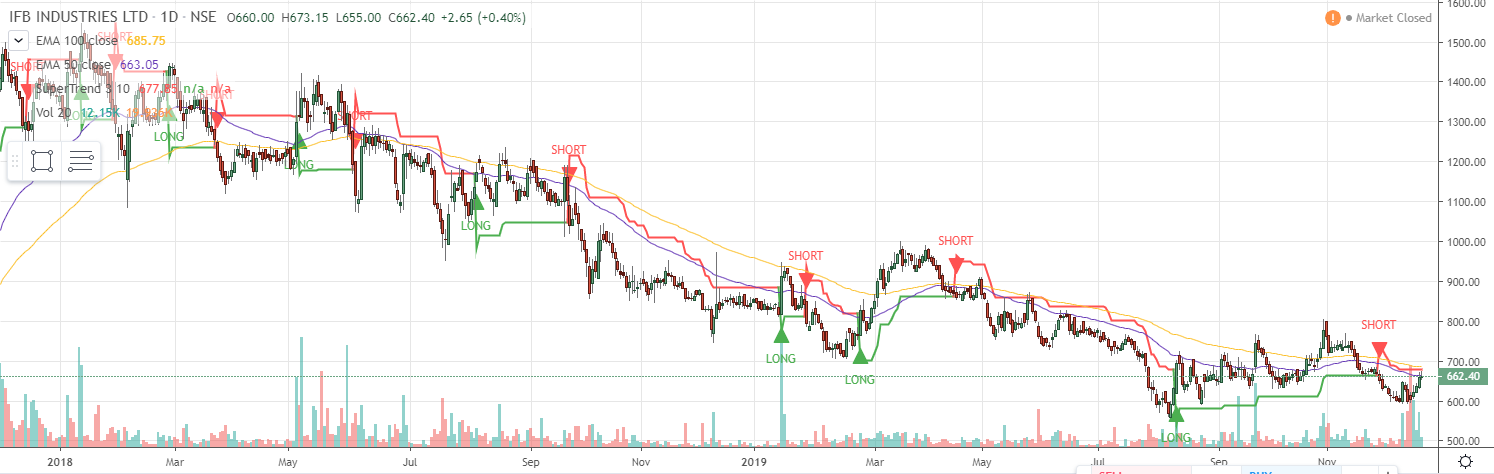 IFB INDUSTRIES LTD · 1D · NSE O660.00 H673.15 L655.00 C662.40 +2.65 (+0.40%)
Market Closed
EMA 100 close 685.75
EMA 50 close 663.05
SuperTrend 3 10 677.85 n/a n/a
Vol 20 12.15K
SHORT
SHORT
SHORT
LONG
LONG
LONG
SHORT
LONG
SHORT
LONG
SHORT
LONG
SHORT
LONG
SHORT
LONG
SHORT
1600.00
1500.00
1400.00
1300.00
1200.00
1100.00
1000.00
900.00
800.00
700.00
662.40
600.00
500.00
2018 Mar May Jul Sep Nov 2019 Mar May Jul Sep Nov
SELL BUY